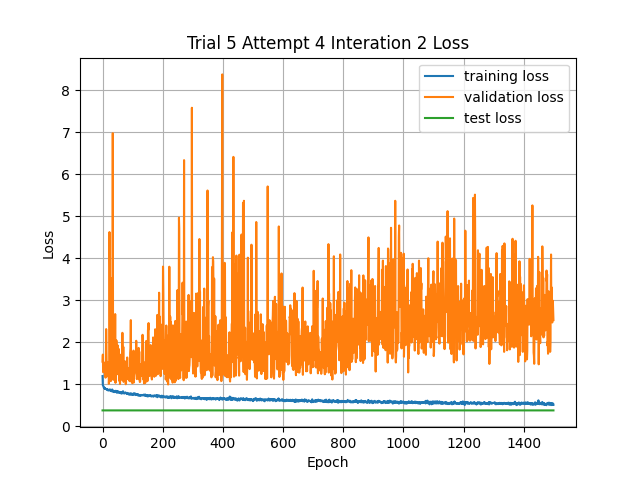 Trial 5 Attempt 4 Interation 2 Loss
training loss
validation loss
test loss
8
7
6
5
4
3
2
1
0
Loss
0 200 400 600 800 1000 1200 1400
Epoch